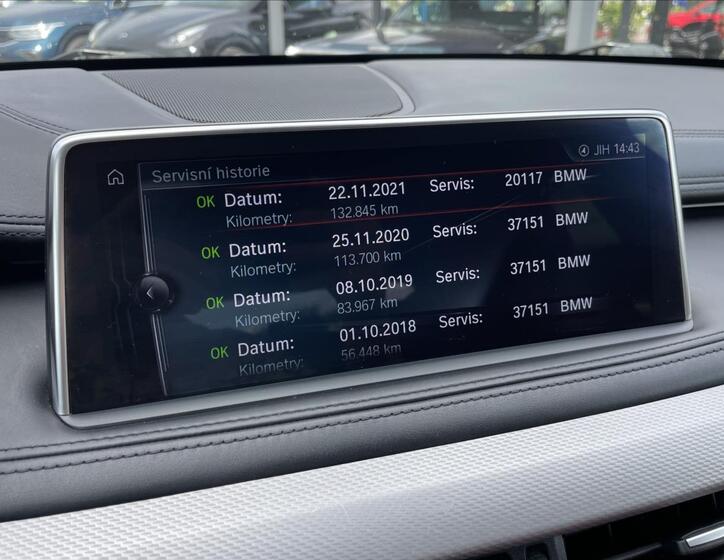 JIH 14:43
Servisní historie
OK Datum: 22.11.2021 Servis: 20117 BMW
Kilometry: 132.845 km
OK Datum: 25.11.2020 Servis: 37151 BMW
Kilometry: 113.700 km
OK Datum: 08.10.2019 Servis: 37151 BMW
Kilometry: 83.967 km
OK Datum: 01.10.2018 Servis: 37151 BMW
Kilometry: 56.448 km